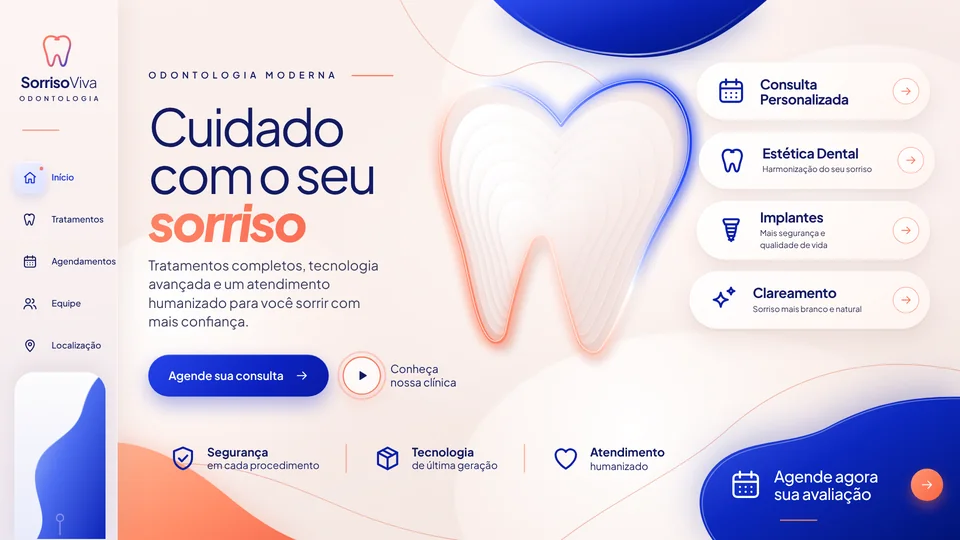 SorrisoViva
ODONTOLOGIA
Início
Tratamentos
Agendamentos
Equipe
Localização
ODONTOLOGIA MODERNA
Cuidado
com o seu
sorriso
Tratamentos completos, tecnologia
avançada e um atendimento
humanizado para você sorrir com
mais confiança.
Agende sua consulta
Conheça
nossa clínica
Segurança
em cada procedimento
Tecnologia
de última geração
Atendimento
humanizado
Consulta
Personalizada
Estética Dental
Harmonização do seu sorriso
Implantes
Mais segurança e
qualidade de vida
Clareamento
Sorriso mais branco e natural
Agende agora
sua avaliação